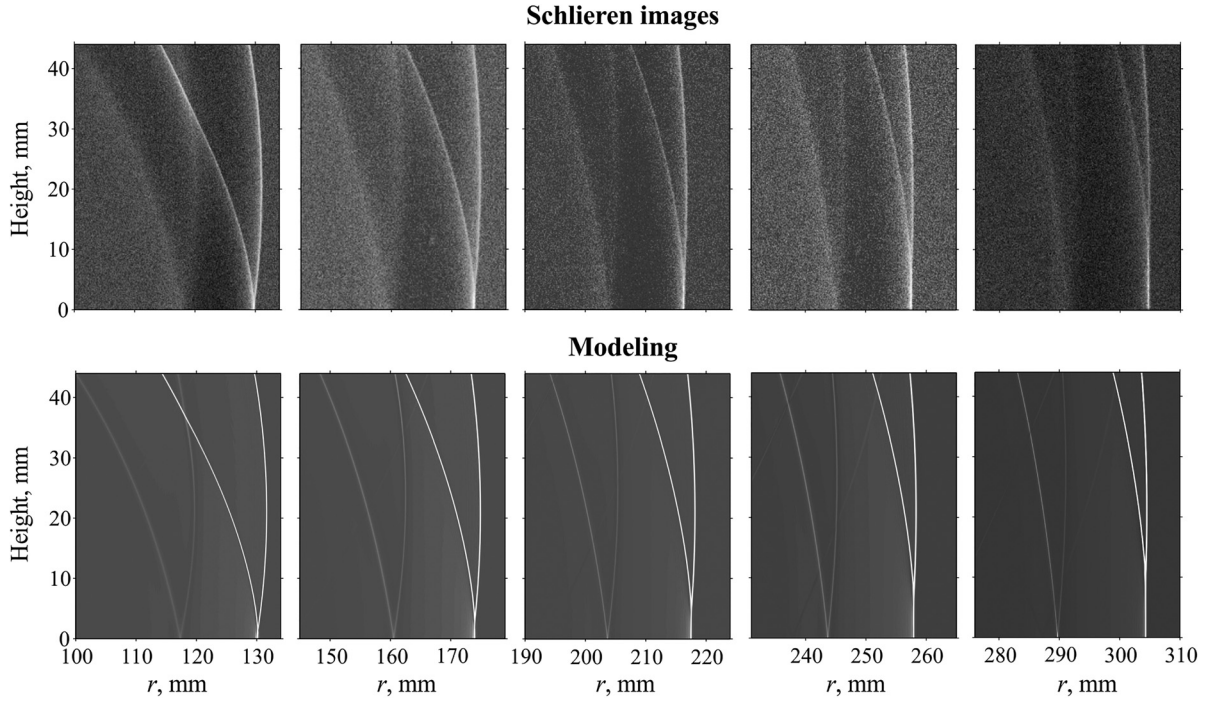 Schlieren images
Height, mm
40
30
20
10
0
Modeling
Height, mm
40
30
20
10
0
100 110 120 130 150 160 170 190 200 210 220 240 250 260 280 290 300 310
r, mm r, mm r, mm r, mm r, mm